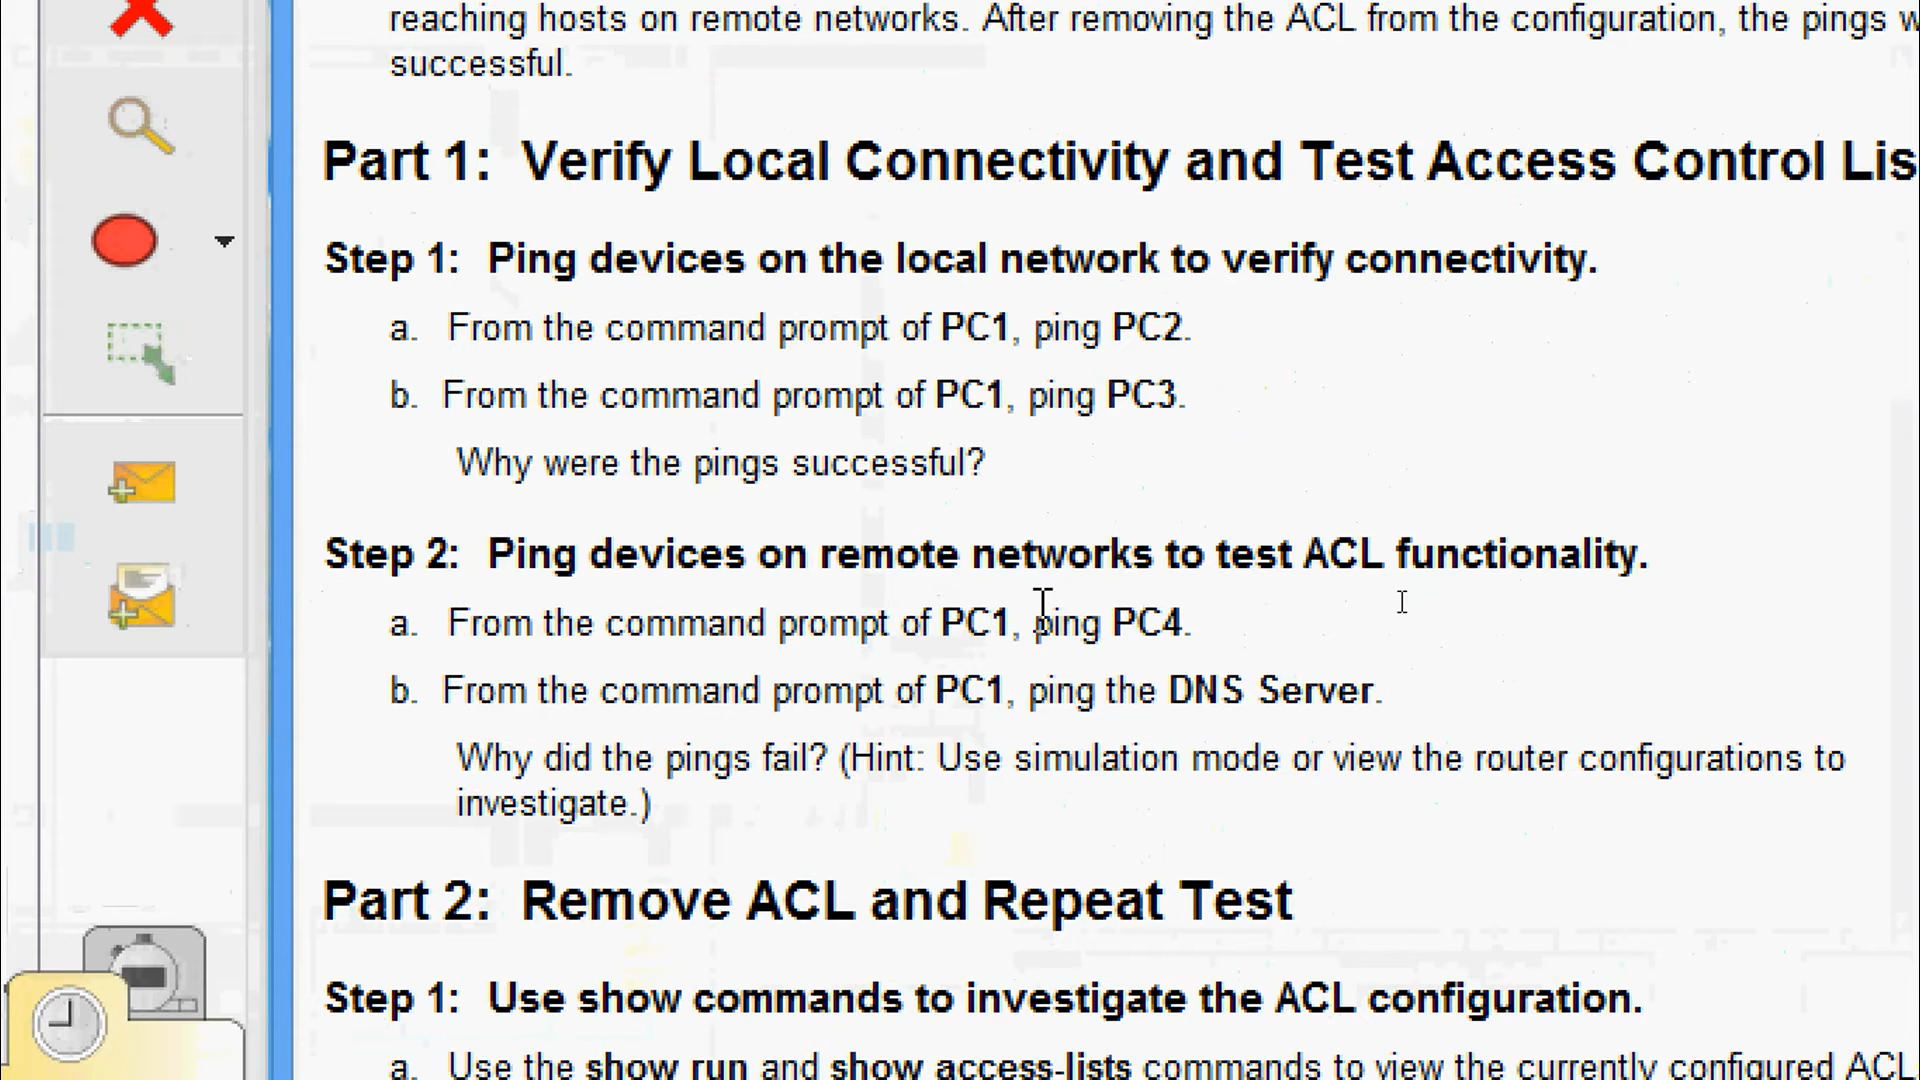 reaching hosts on remote networks. After removing the ACL from the configuration, the pings
successful.
Part 1: Verify Local Connectivity and Test Access Control Lis
Step 1: Ping devices on the local network to verify connectivity.
a. From the command prompt of PC1, ping PC2.
b. From the command prompt of PC1, ping PC3.
Why were the pings successful?
Step 2: Ping devices on remote networks to test ACL functionality.
a. From the command prompt of PC1, ping PC4.
b. From the command prompt of PC1, ping the DNS Server.
Why did the pings fail? (Hint: Use simulation mode or view the router configurations to
investigate.)
Part 2: Remove ACL and Repeat Test
Step 1: Use show commands to investigate the ACL configuration.
a. Use the show run and show access-lists commands to view the currently configured ACL